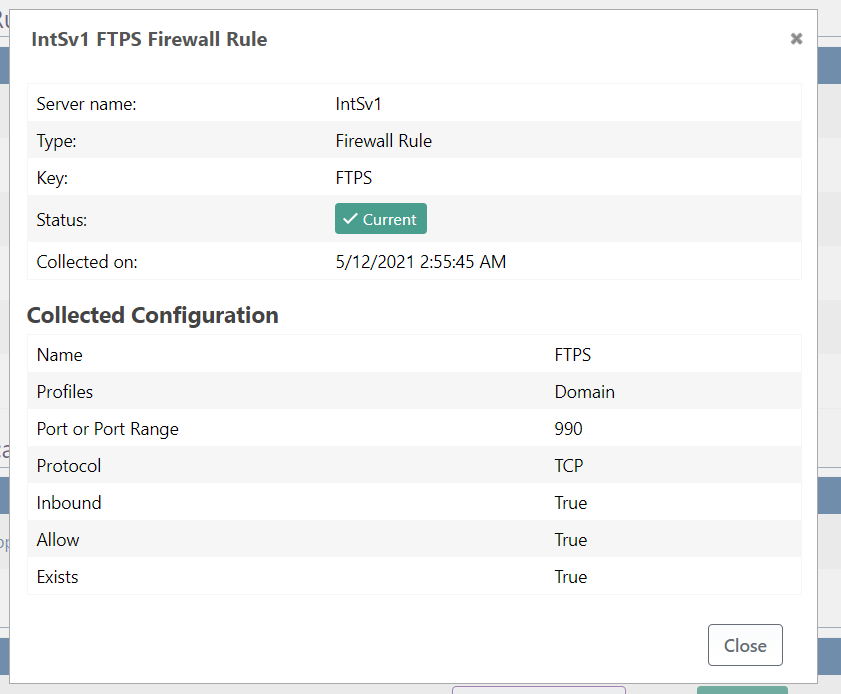 IntSv1 FTPS Firewall Rule
Server name: IntSv1
Type: Firewall Rule
Key: FTPS
Status: Current
Collected on: 5/12/2021 2:55:45 AM
Collected Configuration
Name FTPS
Profiles Domain
Port or Port Range 990
Protocol TCP
Inbound True
Allow True
Exists True
Close